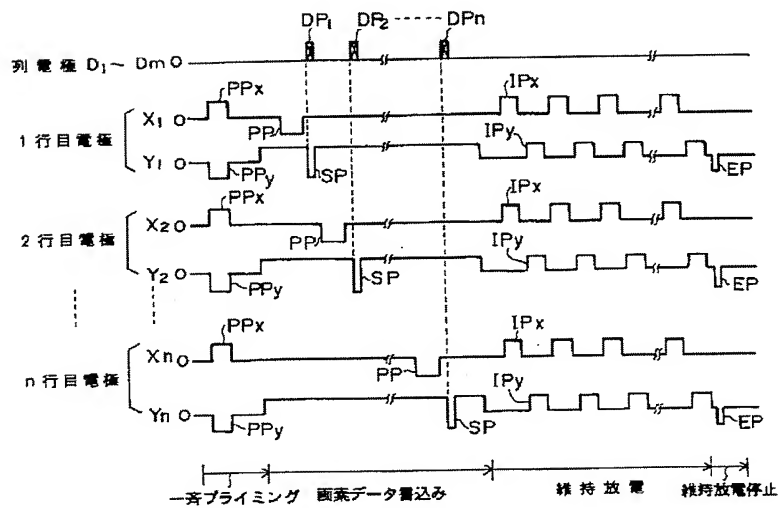 DP1 DP2 DPn
列電極 D1～Dm 0
PPx IPx
X1 0
PP
1行目電極
IPy
Y1 0
PPy SP EP
PPx IPx
X2 0
PP
2行目電極
IPy
Y2 0
PPy SP EP
PPx IPx
Xn 0
PP
n行目電極
IPy
Yn 0
PPy SP EP
一斉プライミング 画素データ書込み 維持放電 維持放電停止